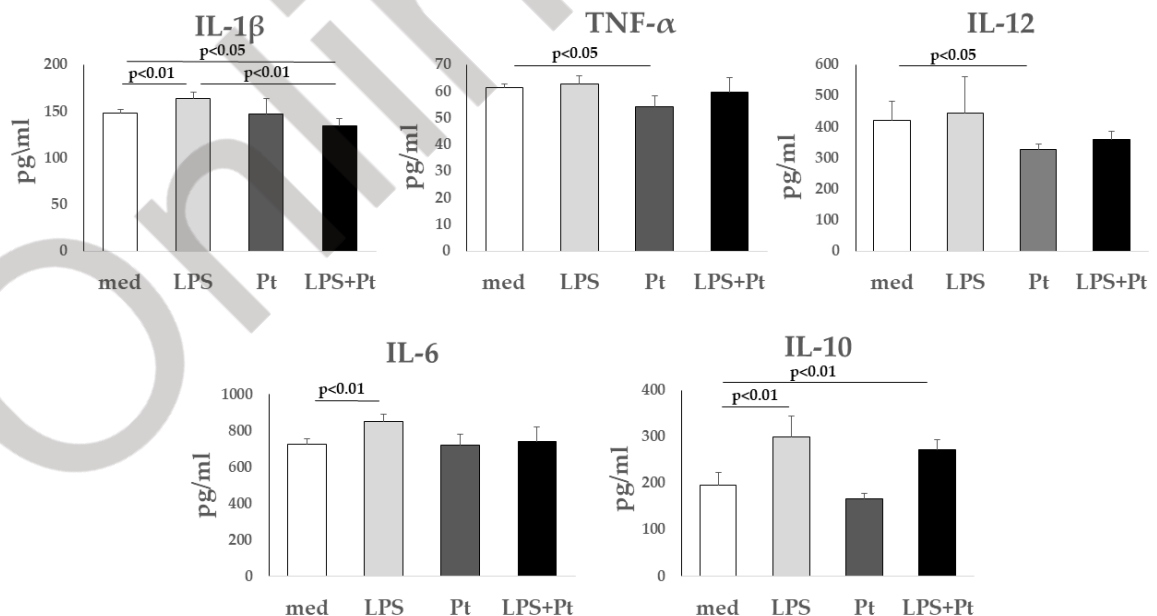 IL-1β
p<0.05
p<0.01 p<0.01
200
150
100
50
0
pg\ml
med LPS Pt LPS+Pt
TNF-α
p<0.05
70
60
50
40
30
20
10
0
pg/ml
med LPS Pt LPS+Pt
IL-12
p<0.05
600
500
400
300
200
100
0
pg/ml
med LPS Pt LPS+Pt
IL-6
p<0.01
1000
800
600
400
200
0
pg/ml
med LPS Pt LPS+Pt
IL-10
p<0.01
p<0.01
400
300
200
100
0
pg/ml
med LPS Pt LPS+Pt
Onlin